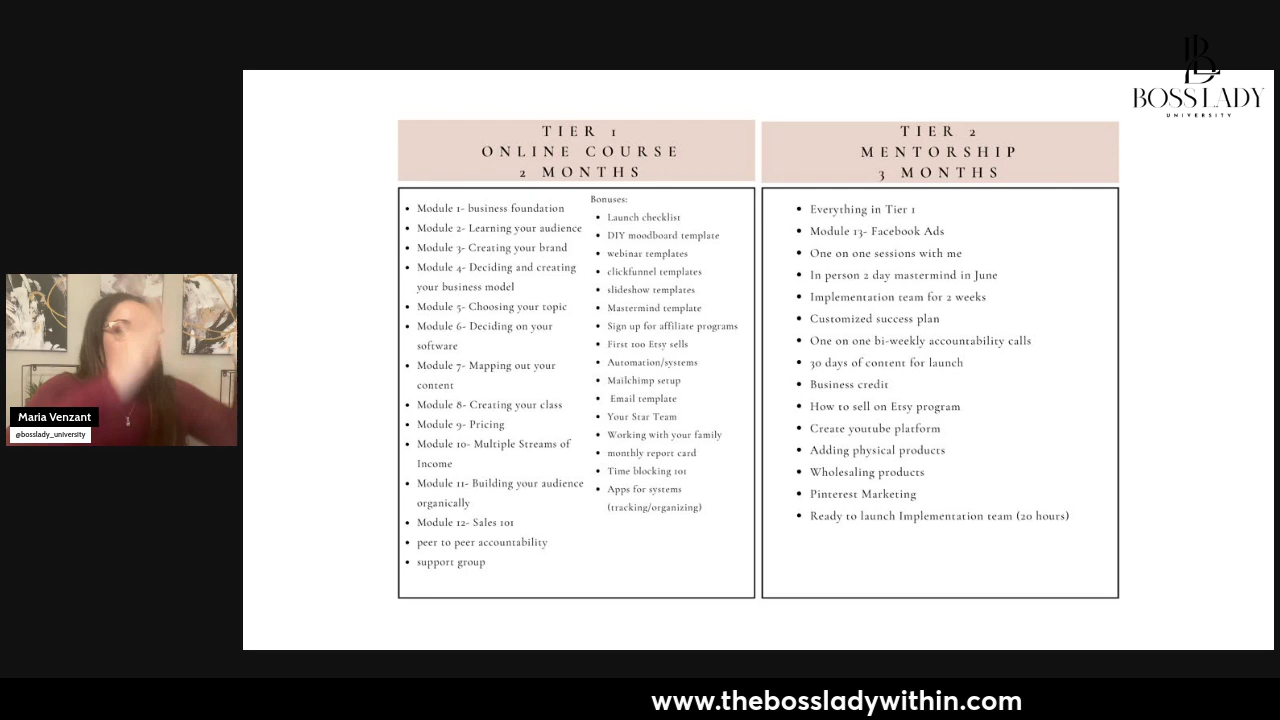 BOSS LADY
UNIVERSITY
TIER 1
ONLINE COURSE
2 MONTHS
Module 1- business foundation
Module 2- Learning your audience
Module 3- Creating your brand
Module 4- Deciding and creating
your business model
Module 5- Choosing your topic
Module 6- Deciding on your
software
Module 7- Mapping out your
content
Module 8- Creating your class
Module 9- Pricing
Module 10- Multiple Streams of
Income
Module 11- Building your audience
organically
Module 12- Sales 101
peer to peer accountability
support group
Bonuses:
Launch checklist
DIY moodboard template
webinar templates
clickfunnel templates
slideshow templates
Mastermind template
Sign up for affiliate programs
First 100 Etsy sells
Automation/systems
Mailchimp setup
Email template
Your Star Team
Working with your family
monthly report card
Time blocking 101
Apps for systems
(tracking/organizing)
TIER 2
MENTORSHIP
3 MONTHS
Everything in Tier 1
Module 13- Facebook Ads
One on one sessions with me
In person 2 day mastermind in June
Implementation team for 2 weeks
Customized success plan
One on one bi-weekly accountability calls
30 days of content for launch
Business credit
How to sell on Etsy program
Create youtube platform
Adding physical products
Wholesaling products
Pinterest Marketing
Ready to launch Implementation team (20 hours)
Maria Venzant
@bosslady_university
www.thebossladywithin.com